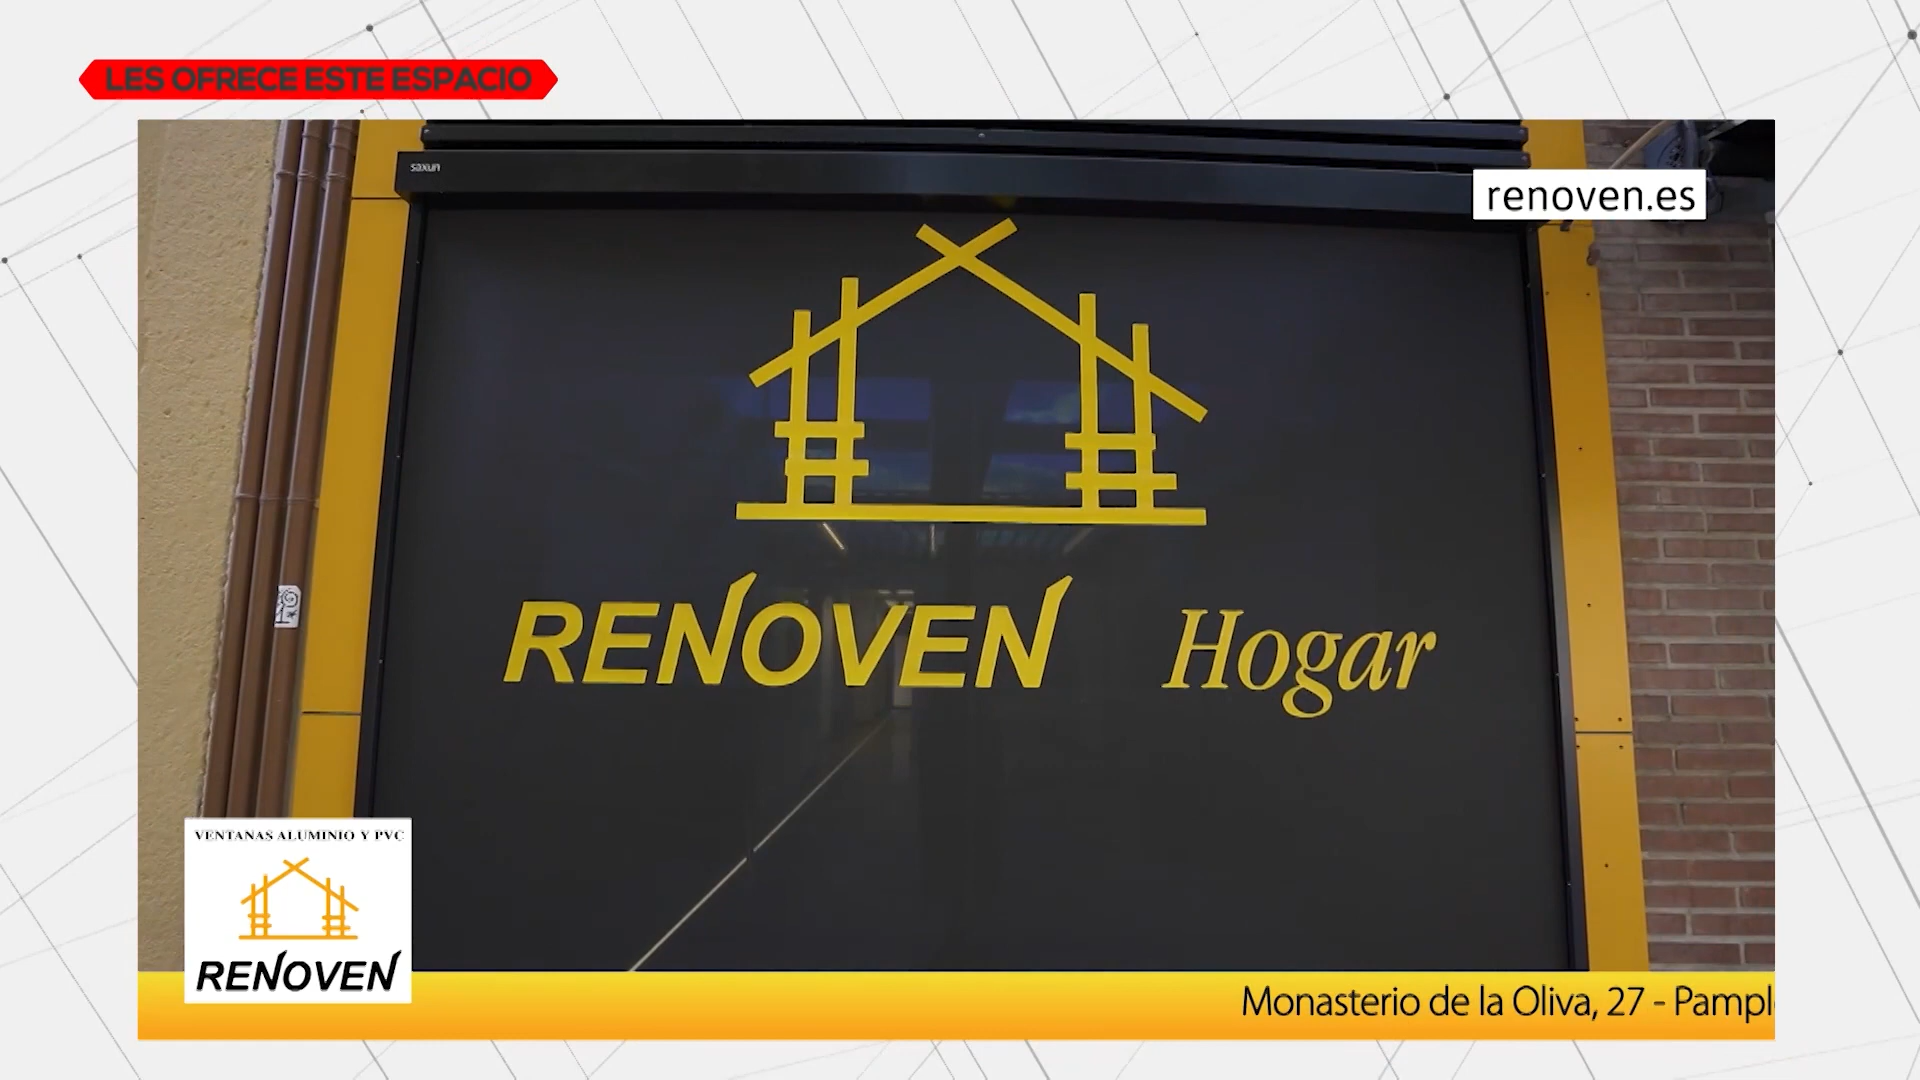 LES OFRECE ESTE ESPACIO
saxun
renoven.es
RENOVEN Hogar
VENTANAS ALUMINIO Y PVC
RENOVEN
Monasterio de la Oliva, 27 - Pampl